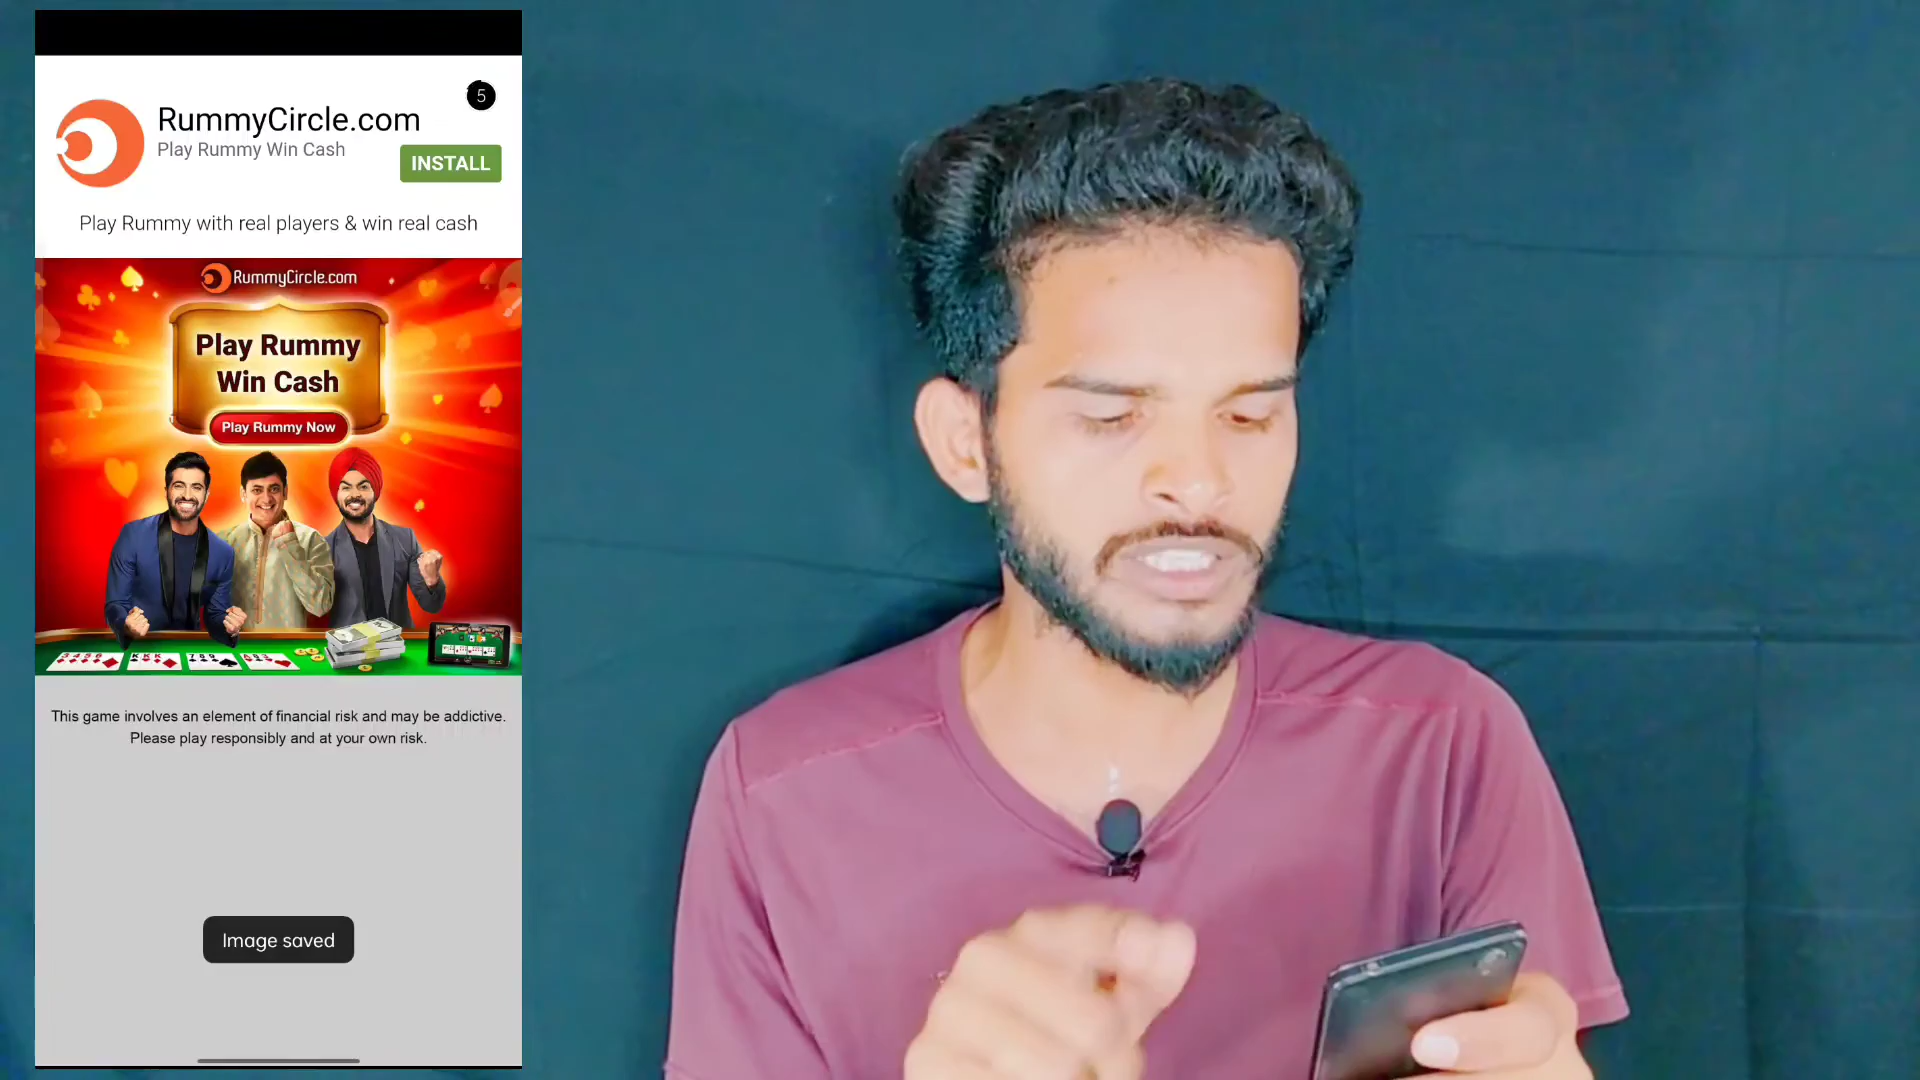 5
RummyCircle.com
Play Rummy Win Cash
INSTALL
Play Rummy with real players & win real cash
RummyCircle.com
Play Rummy
Win Cash
Play Rummy Now
This game involves an element of financial risk and may be addictive.
Please play responsibly and at your own risk.
Image saved